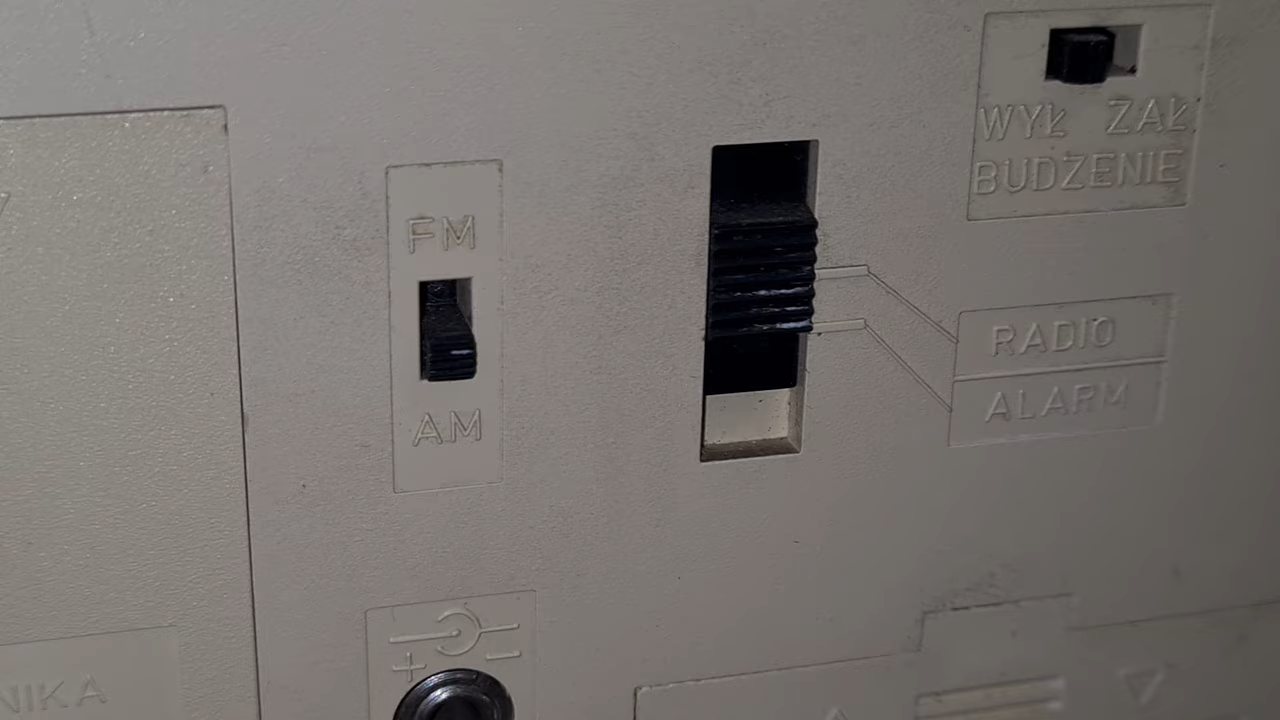 WYŁ ZAŁ
BUDZENIE
FM
RADIO
ALARM
AM
+ −
NIKA